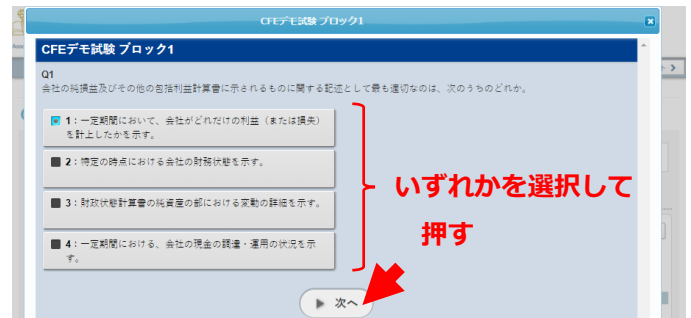 CFEデモ試験 ブロック1
CFEデモ試験 ブロック1
Q1
会社の純損益及びその他の包括利益計算書に示されるものに関する記述として最も適切なのは、次のうちのどれか。
1：一定期間において、会社がどれだけの利益（または損失）
を計上したかを示す。
2：特定の時点における会社の財務状態を示す。
3：財政状態計算書の純資産の部における変動の詳細を示す。
4：一定期間における、会社の現金の調達・運用の状況を示
す。
いずれかを選択して
押す
次へ